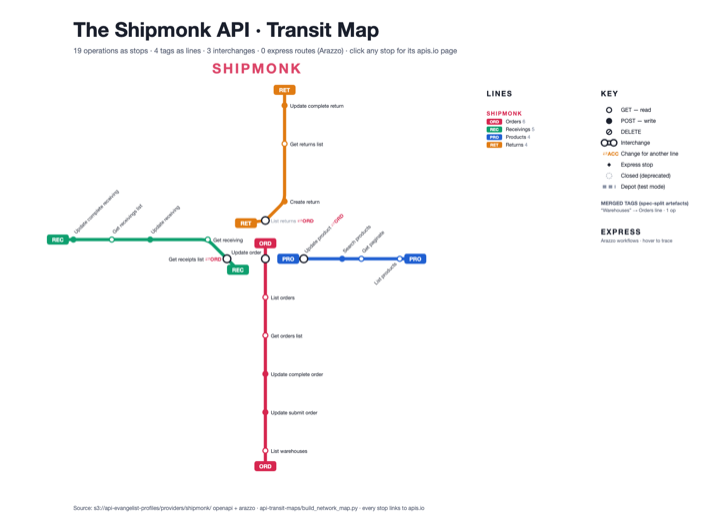 The Shipmonk API · Transit Map
19 operations as stops · 4 tags as lines · 3 interchanges · 0 express routes (Arazzo) · click any stop for its apis.io page
SHIPMONK
RET
Update complete return
Get returns list
Create return
RET
List returns ⇄ORD
LINES
SHIPMONK
ORD Orders 6
REC Receivings 5
PRO Products 4
RET Returns 4
KEY
GET — read
POST — write
DELETE
Interchange
⇄ACC Change for another line
Express stop
Closed (deprecated)
Depot (test mode)
MERGED TAGS (spec-split artefacts)
"Warehouses" → Orders line · 1 op
EXPRESS
Arazzo workflows · hover to trace
REC
Update complete receiving
Get receivings list
Update receiving
Get receiving
Get receipts list ⇄ORD
REC
ORD
Update order
PRO
Update product ⇄ORD
Search products
Get paginate
List products
PRO
List orders
Get orders list
Update complete order
Update submit order
List warehouses
ORD
Source: s3://api-evangelist-profiles/providers/shipmonk/ openapi + arazzo · api-transit-maps/build_network_map.py · every stop links to apis.io